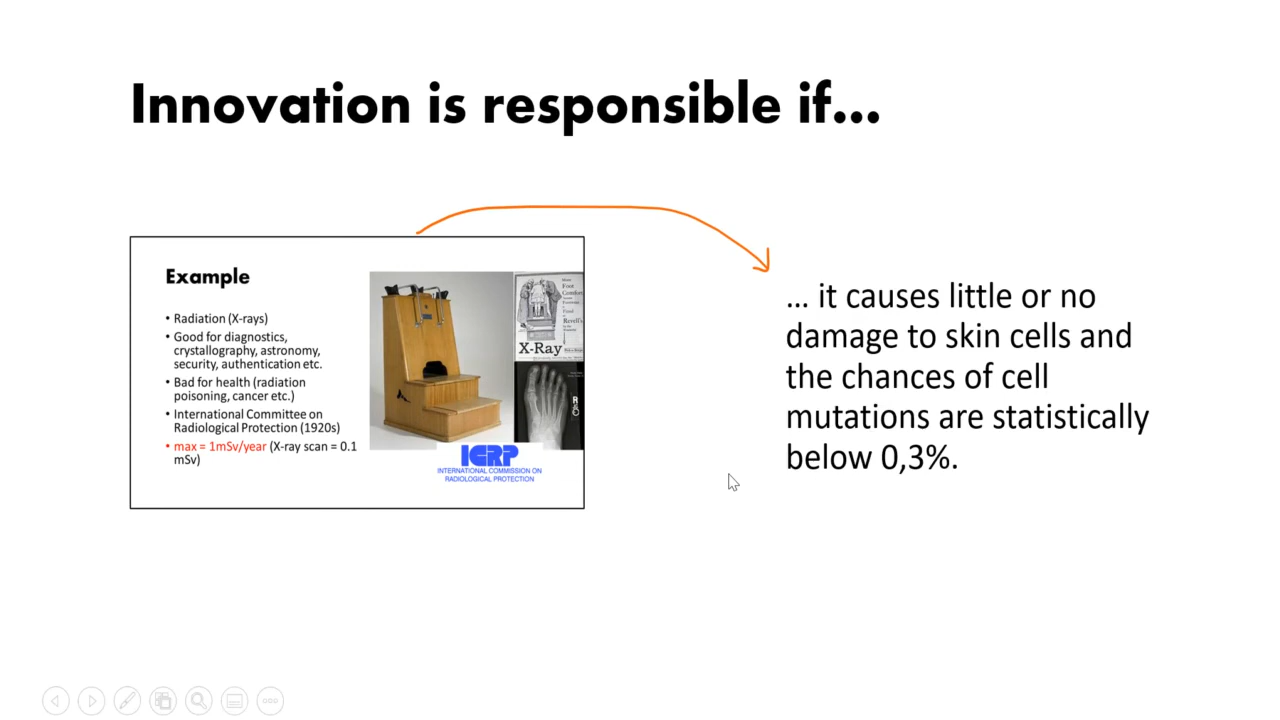 Innovation is responsible if...
Example
• Radiation (X-rays)
• Good for diagnostics,
crystallography, astronomy,
security, authentication etc.
• Bad for health (radiation
poisoning, cancer etc.)
• International Committee on
Radiological Protection (1920s)
• max = 1mSv/year (X-ray scan = 0.1
mSv)
Foot
Comfort
X-Ray
R
ICRP
INTERNATIONAL COMMISSION ON
RADIOLOGICAL PROTECTION
... it causes little or no
damage to skin cells and
the chances of cell
mutations are statistically
below 0,3%.